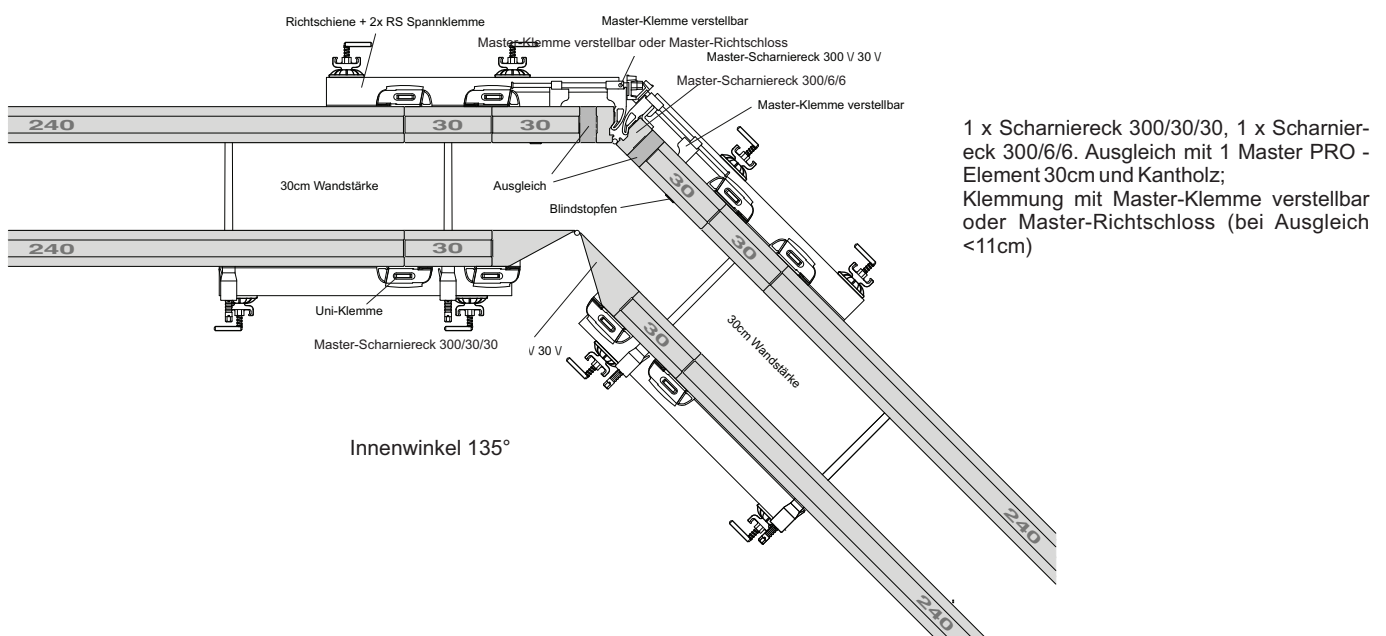 Richtschiene + 2x RS Spannklemme
Master-Klemme verstellbar
Master-Klemme verstellbar oder Master-Richtschloss
Master-Scharniereck 300 \/ 30 \/
Master-Scharniereck 300/6/6
Master-Klemme verstellbar
240
30
30
30cm Wandstärke
Ausgleich
Blindstopfen
30
30
240
30
Uni-Klemme
Master-Scharniereck 300/30/30
\/ 30 \/
30
30cm Wandstärke
Innenwinkel 135°
240
240
1 x Scharniereck 300/30/30, 1 x Scharnier-
eck 300/6/6. Ausgleich mit 1 Master PRO -
Element 30cm und Kantholz;
Klemmung mit Master-Klemme verstellbar
oder Master-Richtschloss (bei Ausgleich
<11cm)